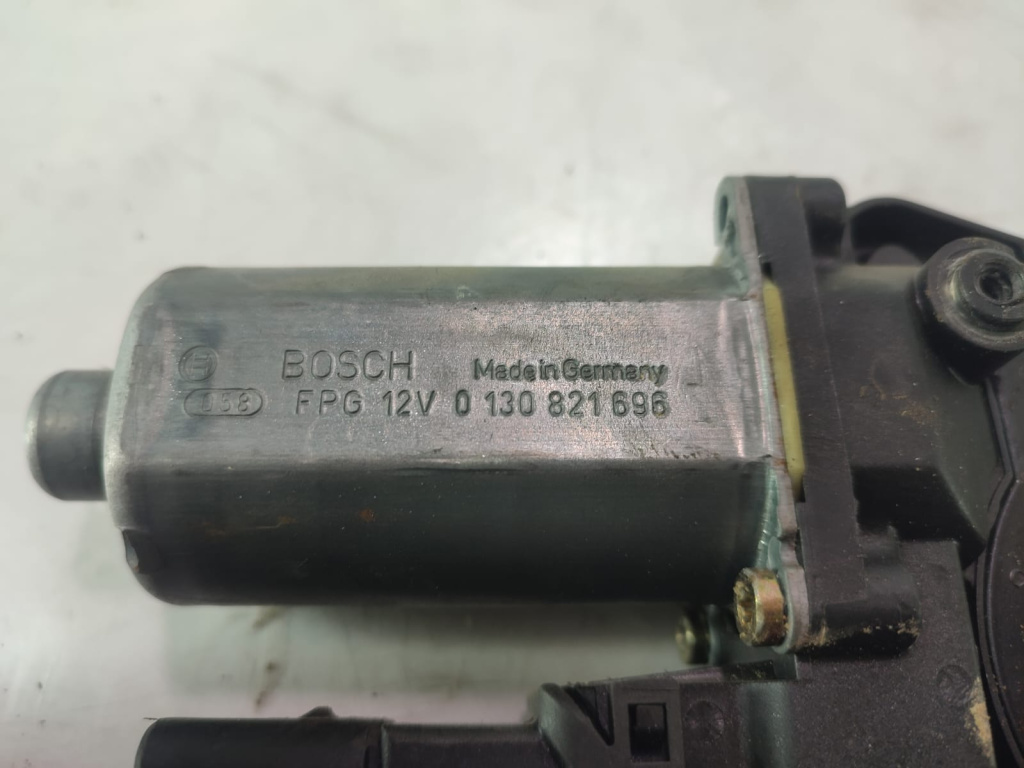 BOSCH Made in Germany
FPG 12V 0 130 821 696